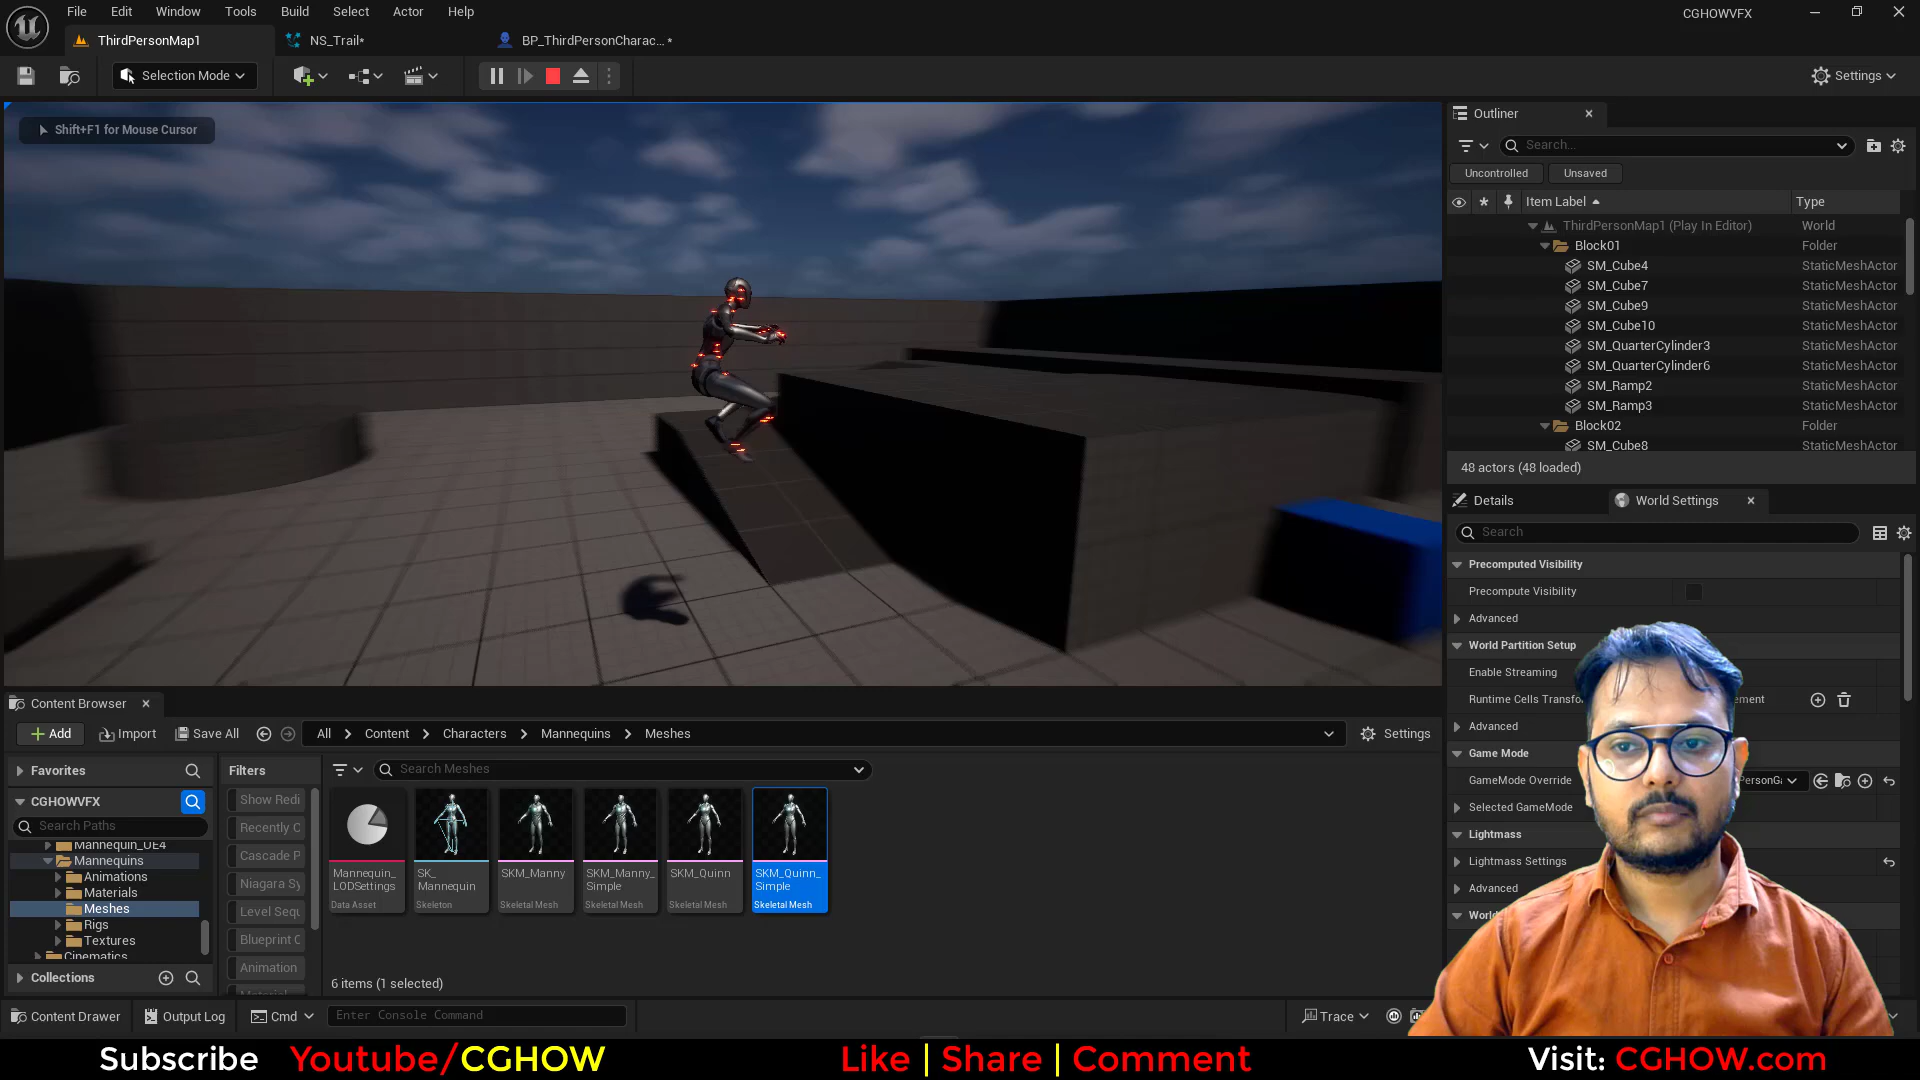 File Edit Window Tools Build Select Actor Help
CGHOWVFX
ThirdPersonMap1
NS_Trail*
BP_ThirdPersonCharac... *
Selection Mode
Settings
Shift+F1 for Mouse Cursor
Outliner
Search...
Uncontrolled
Unsaved
Item Label
Type
ThirdPersonMap1 (Play In Editor) World
Block01 Folder
SM_Cube4 StaticMeshActor
SM_Cube7 StaticMeshActor
SM_Cube9 StaticMeshActor
SM_Cube10 StaticMeshActor
SM_QuarterCylinder3 StaticMeshActor
SM_QuarterCylinder6 StaticMeshActor
SM_Ramp2 StaticMeshActor
SM_Ramp3 StaticMeshActor
Block02 Folder
SM_Cube8 StaticMeshActor
48 actors (48 loaded)
Details
World Settings
Search
Precomputed Visibility
Precompute Visibility
Advanced
World Partition Setup
Enable Streaming
Runtime Cells Transfo
ement
Advanced
Game Mode
GameMode Override
PersonGa
Selected GameMode
Lightmass
Lightmass Settings
Advanced
World
Content Browser
Add
Import
Save All
All > Content > Characters > Mannequins > Meshes
Settings
Favorites
Filters
Search Meshes
CGHOWVFX
Search Paths
Mannequin_UE4
Mannequins
Animations
Materials
Meshes
Rigs
Textures
Cinematics
Collections
Show Redi
Recently C
Cascade P
Niagara Sy
Level Sequ
Blueprint C
Animation
Material
Mannequin_
LODSettings
Data Asset
SK_
Mannequin
Skeleton
SKM_Manny
Skeletal Mesh
SKM_Manny_
Simple
Skeletal Mesh
SKM_Quinn
Skeletal Mesh
SKM_Quinn_
Simple
Skeletal Mesh
6 items (1 selected)
Content Drawer
Output Log
Cmd
Enter Console Command
Trace
Subscribe Youtube/CGHOW
Like | Share | Comment
Visit: CGHOW.com